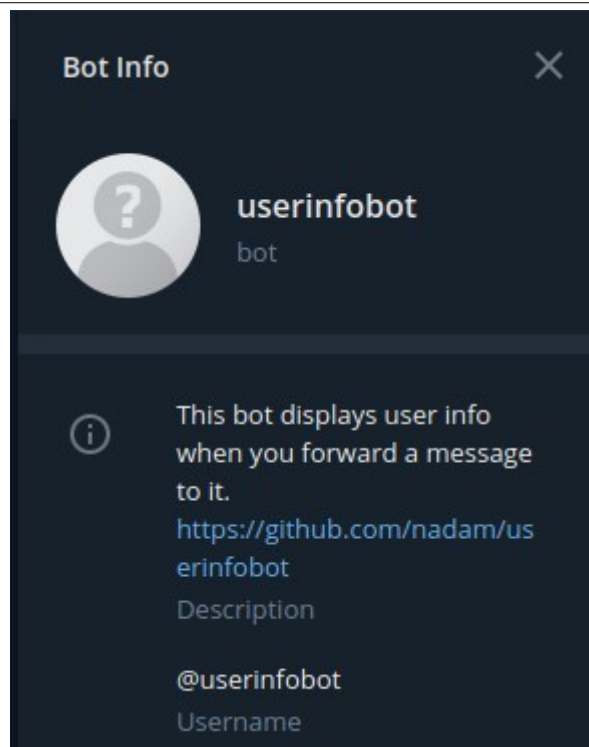 Bot Info
?
userinfobot
bot
This bot displays user info
when you forward a message
to it.
https://github.com/nadam/us
erinfobot
Description
@userinfobot
Username